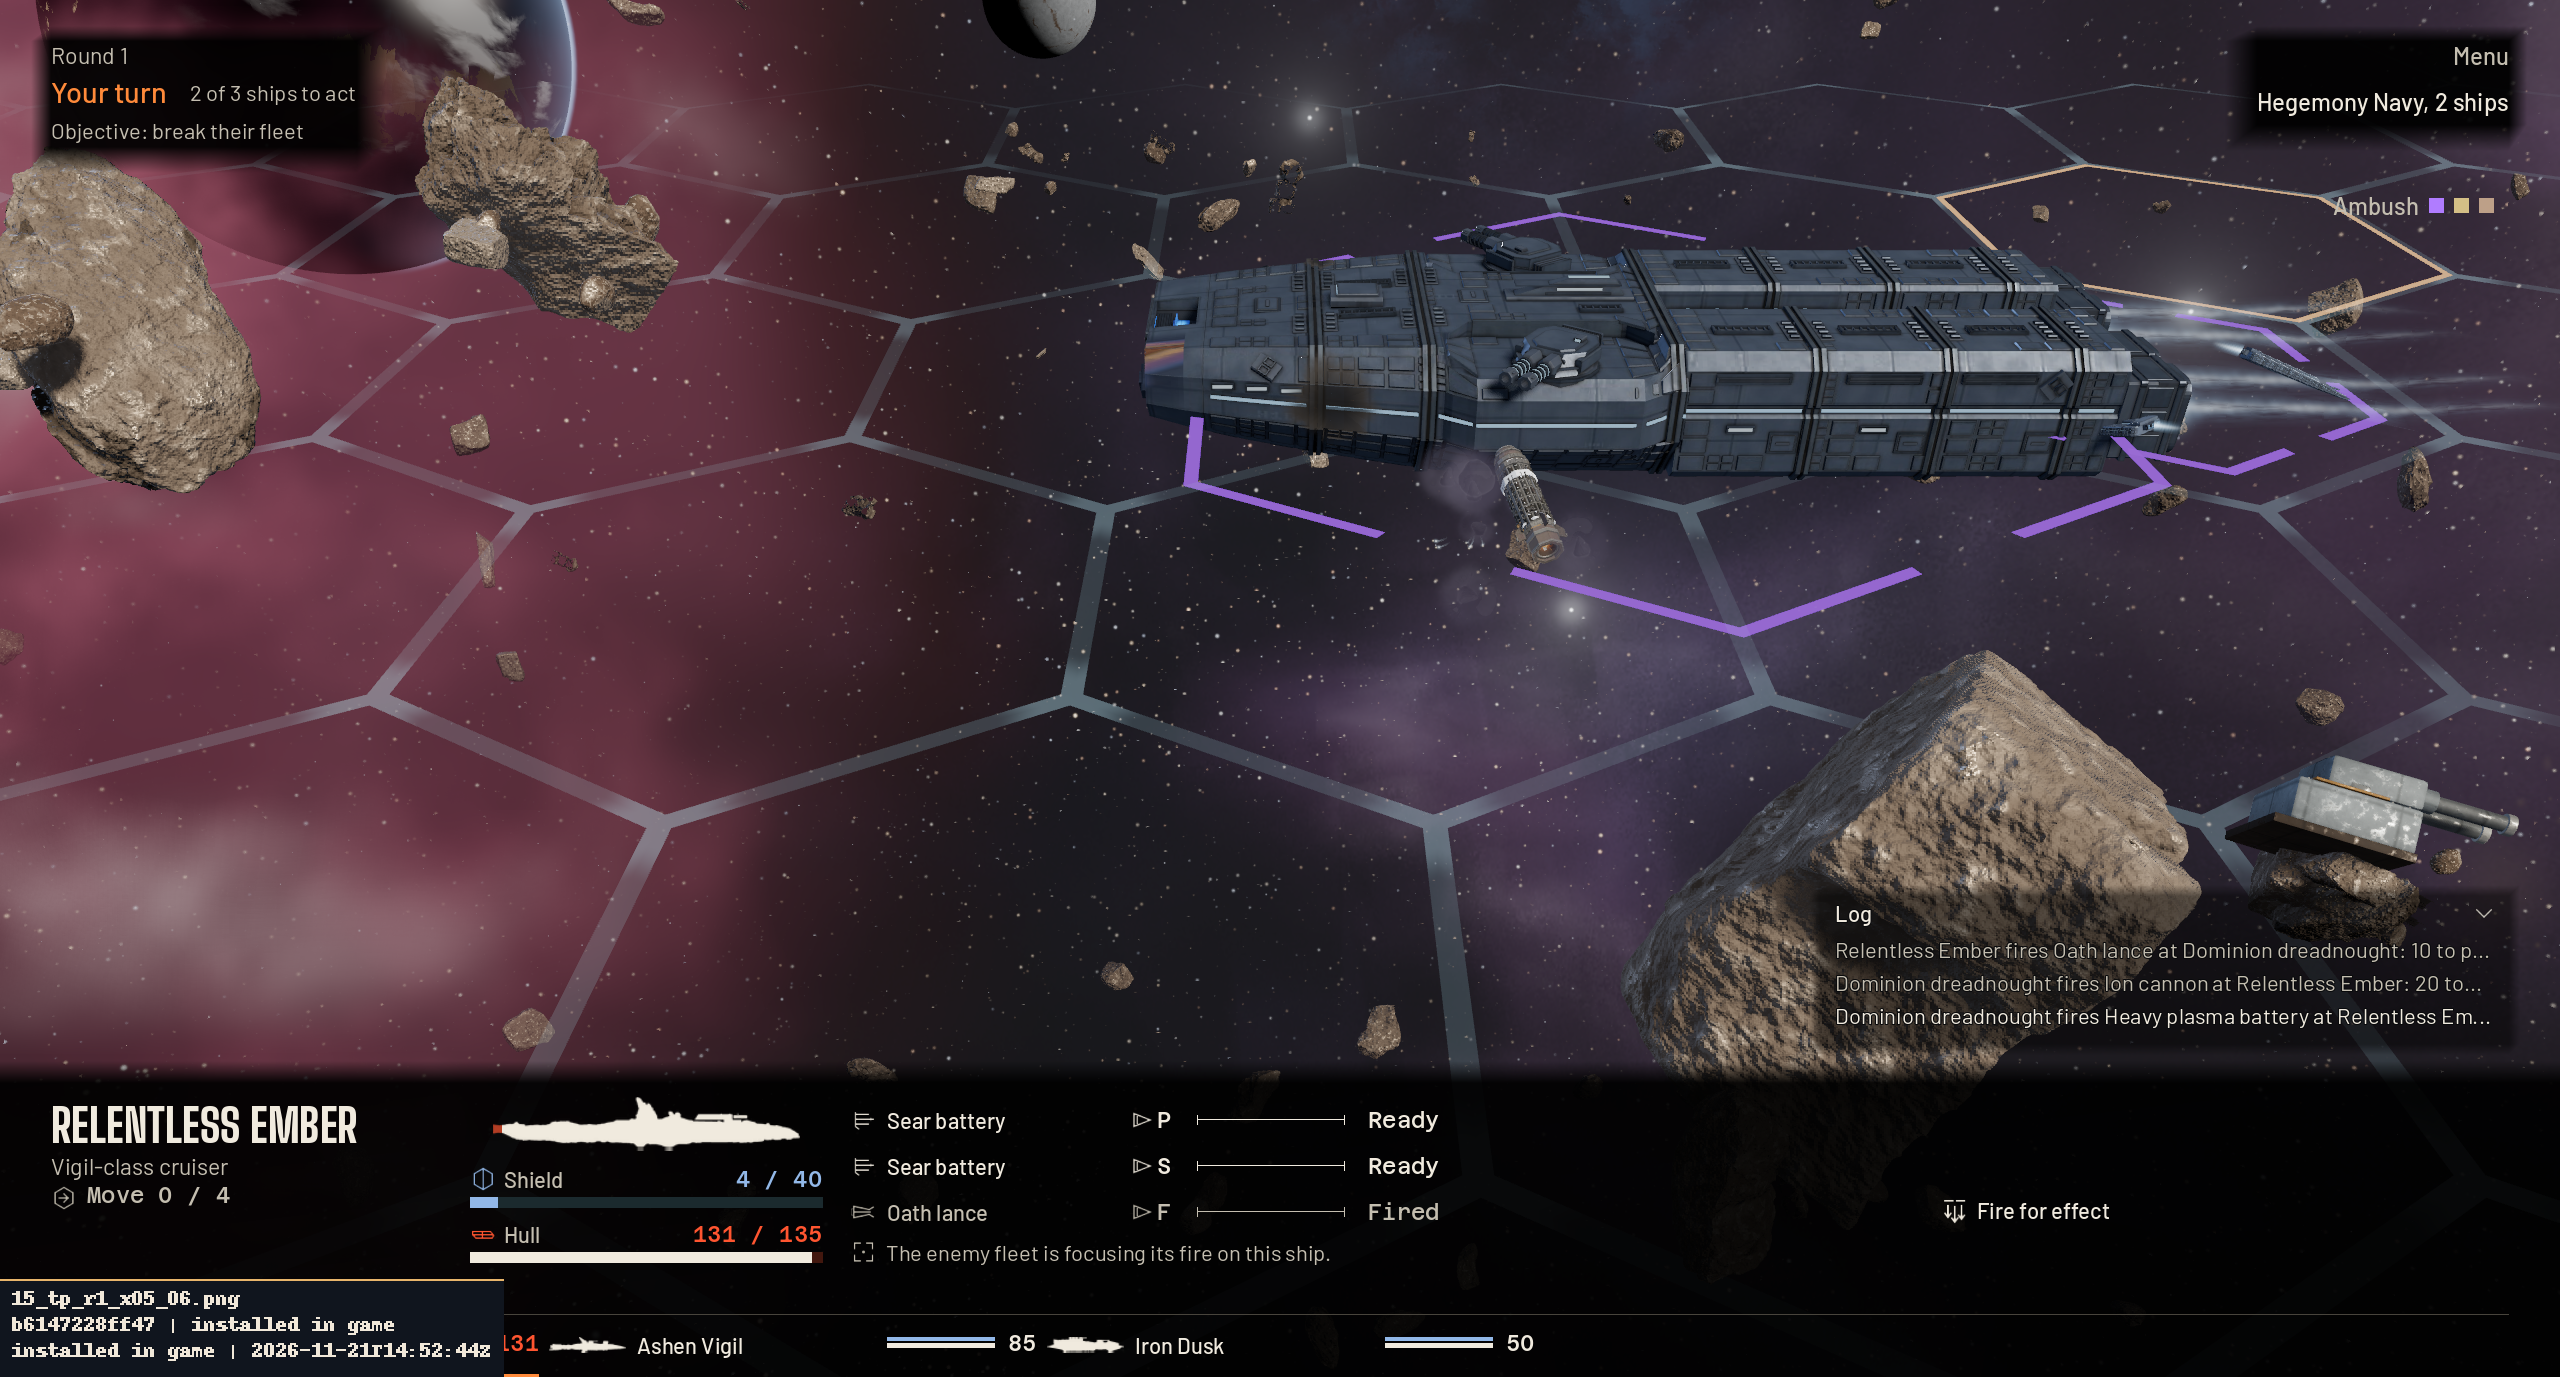 Round 1
Your turn 2 of 3 ships to act
Objective: break their fleet
Menu
Hegemony Navy, 2 ships
Ambush
Log
Relentless Ember fires Oath lance at Dominion dreadnought: 10 to p...
Dominion dreadnought fires Ion cannon at Relentless Ember: 20 to...
Dominion dreadnought fires Heavy plasma battery at Relentless Em...
RELENTLESS EMBER
Vigil-class cruiser
Move 0 / 4
Shield 4 / 40
Hull 131 / 135
Sear battery P Ready
Sear battery S Ready
Oath lance F Fired
The enemy fleet is focusing its fire on this ship.
Fire for effect
15_tp_r1_x05_06.png
b6147228ff47 | installed in game
installed in game | 2026-11-21r14:52:44z
131 Ashen Vigil 85 Iron Dusk 50